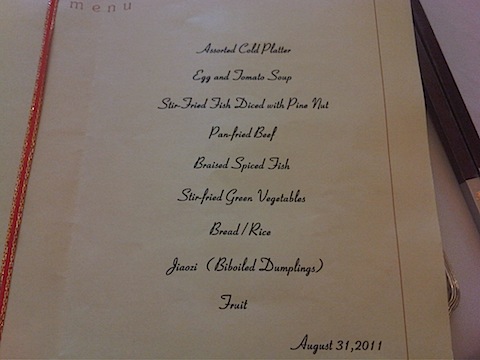 menu
Assorted Cold Platter
Egg and Tomato Soup
Stir-Fried Fish Diced with Pine Nut
Pan-fried Beef
Braised Spiced Fish
Stir-fried Green Vegetables
Bread/Rice
Jiaozi (Biboiled Dumplings)
Fruit
August 31,2011